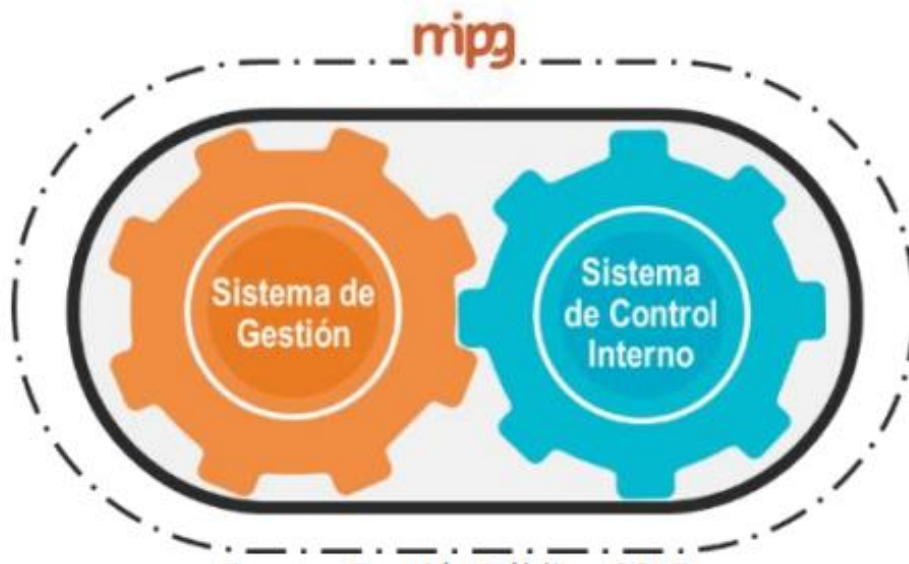 mipg
Sistema de
Gestión
Sistema
de Control
Interno